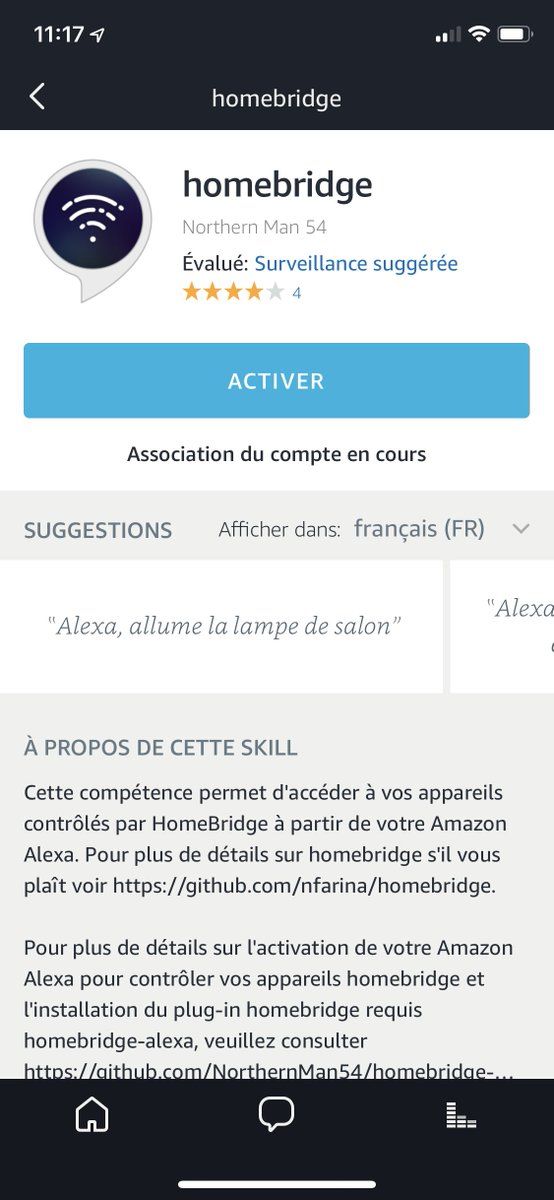 11:17
homebridge
homebridge
Northern Man 54
Évalué: Surveillance suggérée
4
ACTIVER
Association du compte en cours
SUGGESTIONS Afficher dans: français (FR)
"Alexa, allume la lampe de salon"
"Alexa
À PROPOS DE CETTE SKILL
Cette compétence permet d'accéder à vos appareils
contrôlés par HomeBridge à partir de votre Amazon
Alexa. Pour plus de détails sur homebridge s'il vous
plaît voir https://github.com/nfarina/homebridge.
Pour plus de détails sur l'activation de votre Amazon
Alexa pour contrôler vos appareils homebridge et
l'installation du plug-in homebridge requis
homebridge-alexa, veuillez consulter
https://github.com/NorthernMan54/homebridge-...